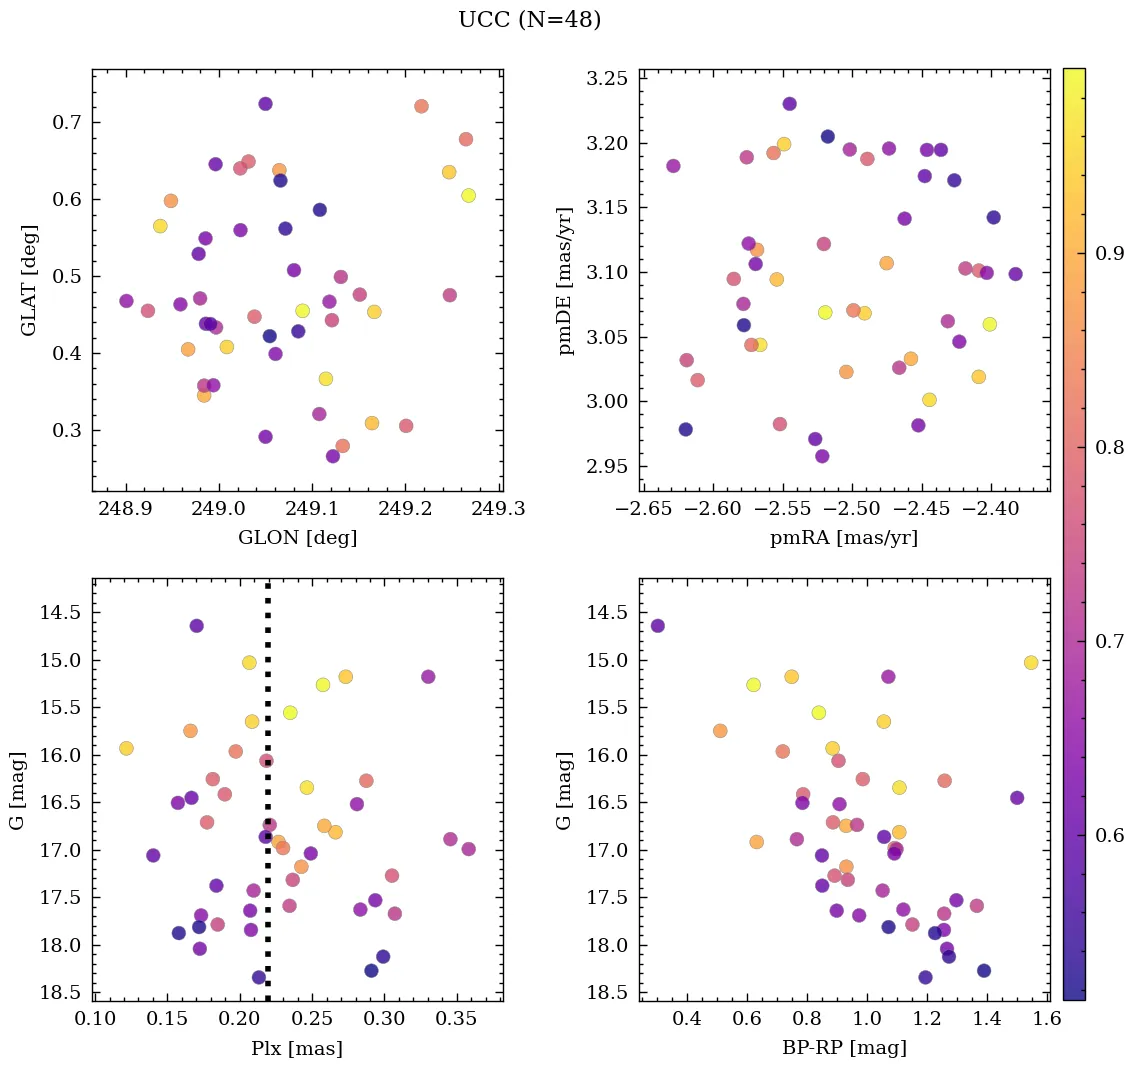 UCC (N=48)
0.7
0.6
0.5
0.4
0.3
GLAT [deg]
248.9 249.0 249.1 249.2 249.3
GLON [deg]
3.25
3.20
3.15
3.10
3.05
3.00
2.95
pmDE [mas/yr]
−2.65 −2.60 −2.55 −2.50 −2.45 −2.40
pmRA [mas/yr]
14.5
15.0
15.5
16.0
16.5
17.0
17.5
18.0
18.5
G [mag]
0.10 0.15 0.20 0.25 0.30 0.35
Plx [mas]
14.5
15.0
15.5
16.0
16.5
17.0
17.5
18.0
18.5
G [mag]
0.4 0.6 0.8 1.0 1.2 1.4 1.6
BP-RP [mag]
0.9
0.8
0.7
0.6